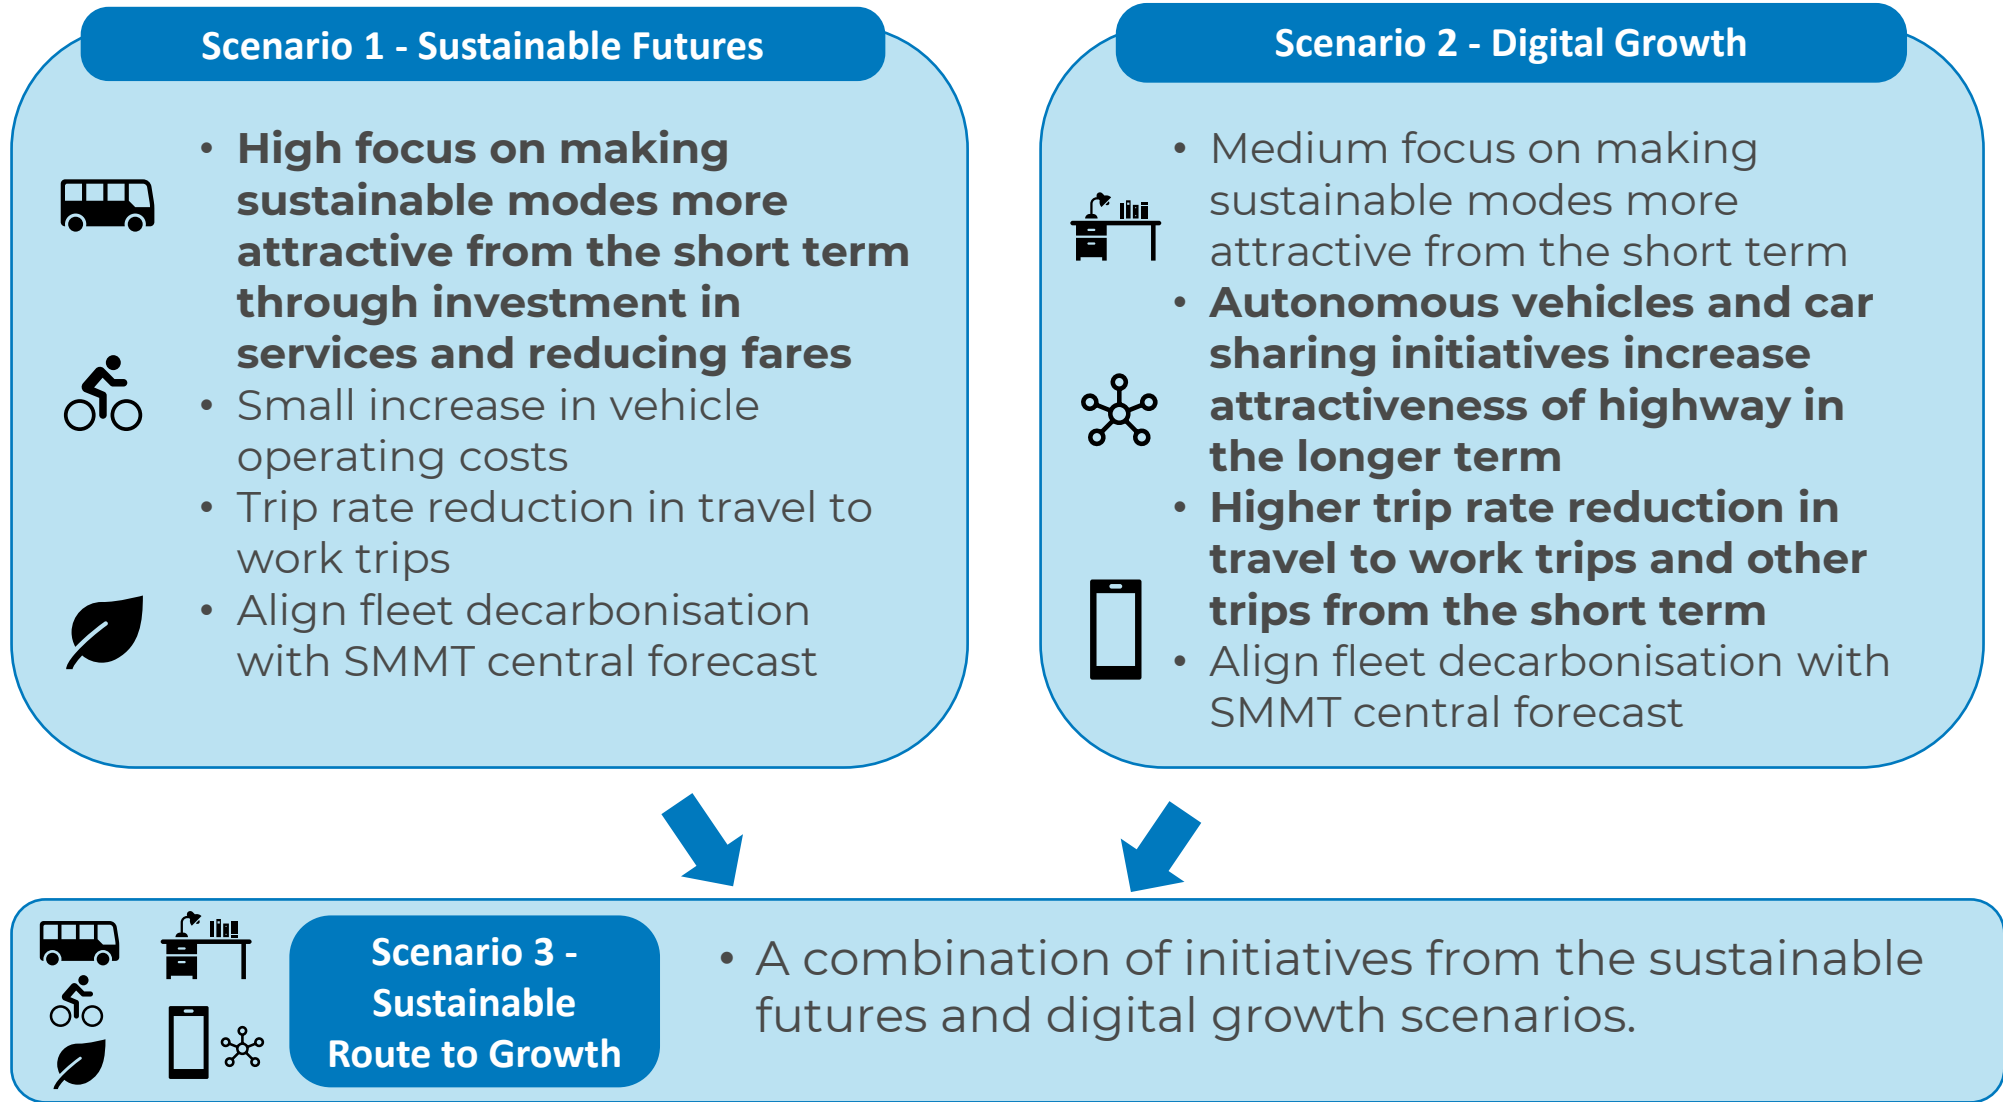 Scenario 1 - Sustainable Futures
• High focus on making
sustainable modes more
attractive from the short term
through investment in
services and reducing fares
• Small increase in vehicle
operating costs
• Trip rate reduction in travel to
work trips
• Align fleet decarbonisation
with SMMT central forecast
Scenario 2 - Digital Growth
• Medium focus on making
sustainable modes more
attractive from the short term
• Autonomous vehicles and car
sharing initiatives increase
attractiveness of highway in
the longer term
• Higher trip rate reduction in
travel to work trips and other
trips from the short term
• Align fleet decarbonisation with
SMMT central forecast
Scenario 3 -
Sustainable
Route to Growth
• A combination of initiatives from the sustainable
futures and digital growth scenarios.